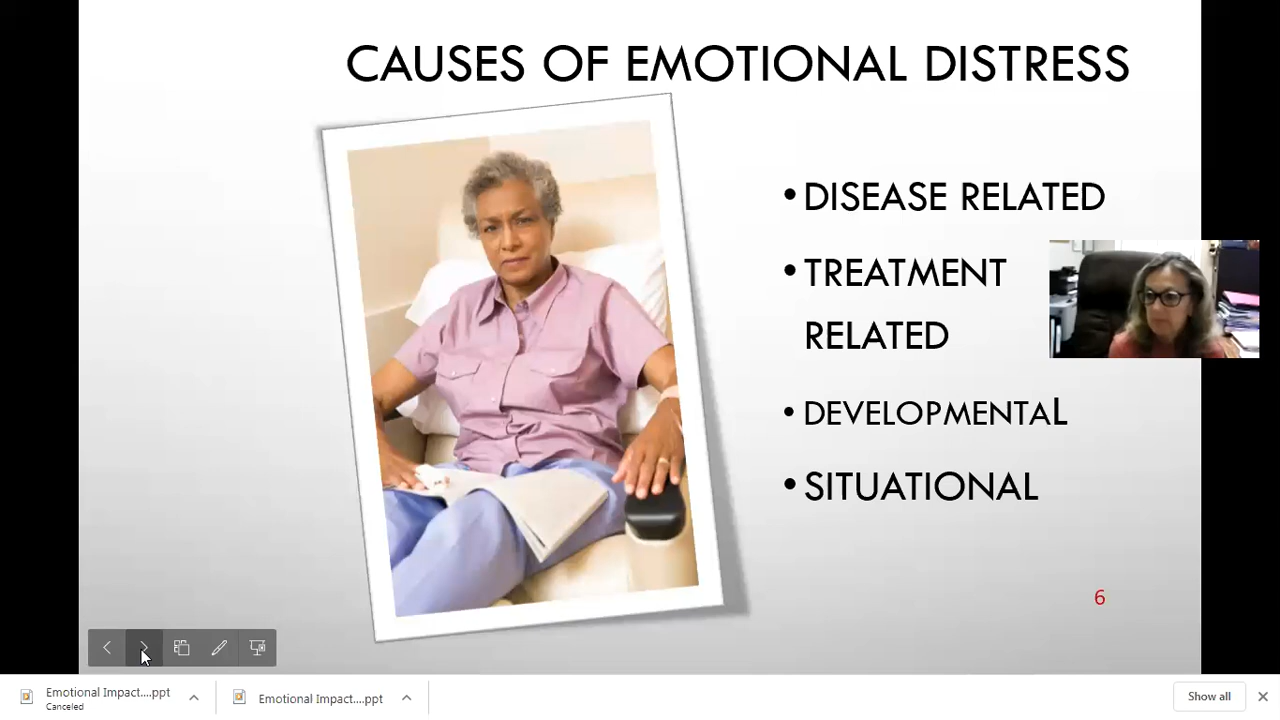 CAUSES OF EMOTIONAL DISTRESS
•DISEASE RELATED
•TREATMENT
RELATED
•DEVELOPMENTAL
•SITUATIONAL
6
Emotional Impact....ppt
Canceled
Emotional Impact....ppt
Show all